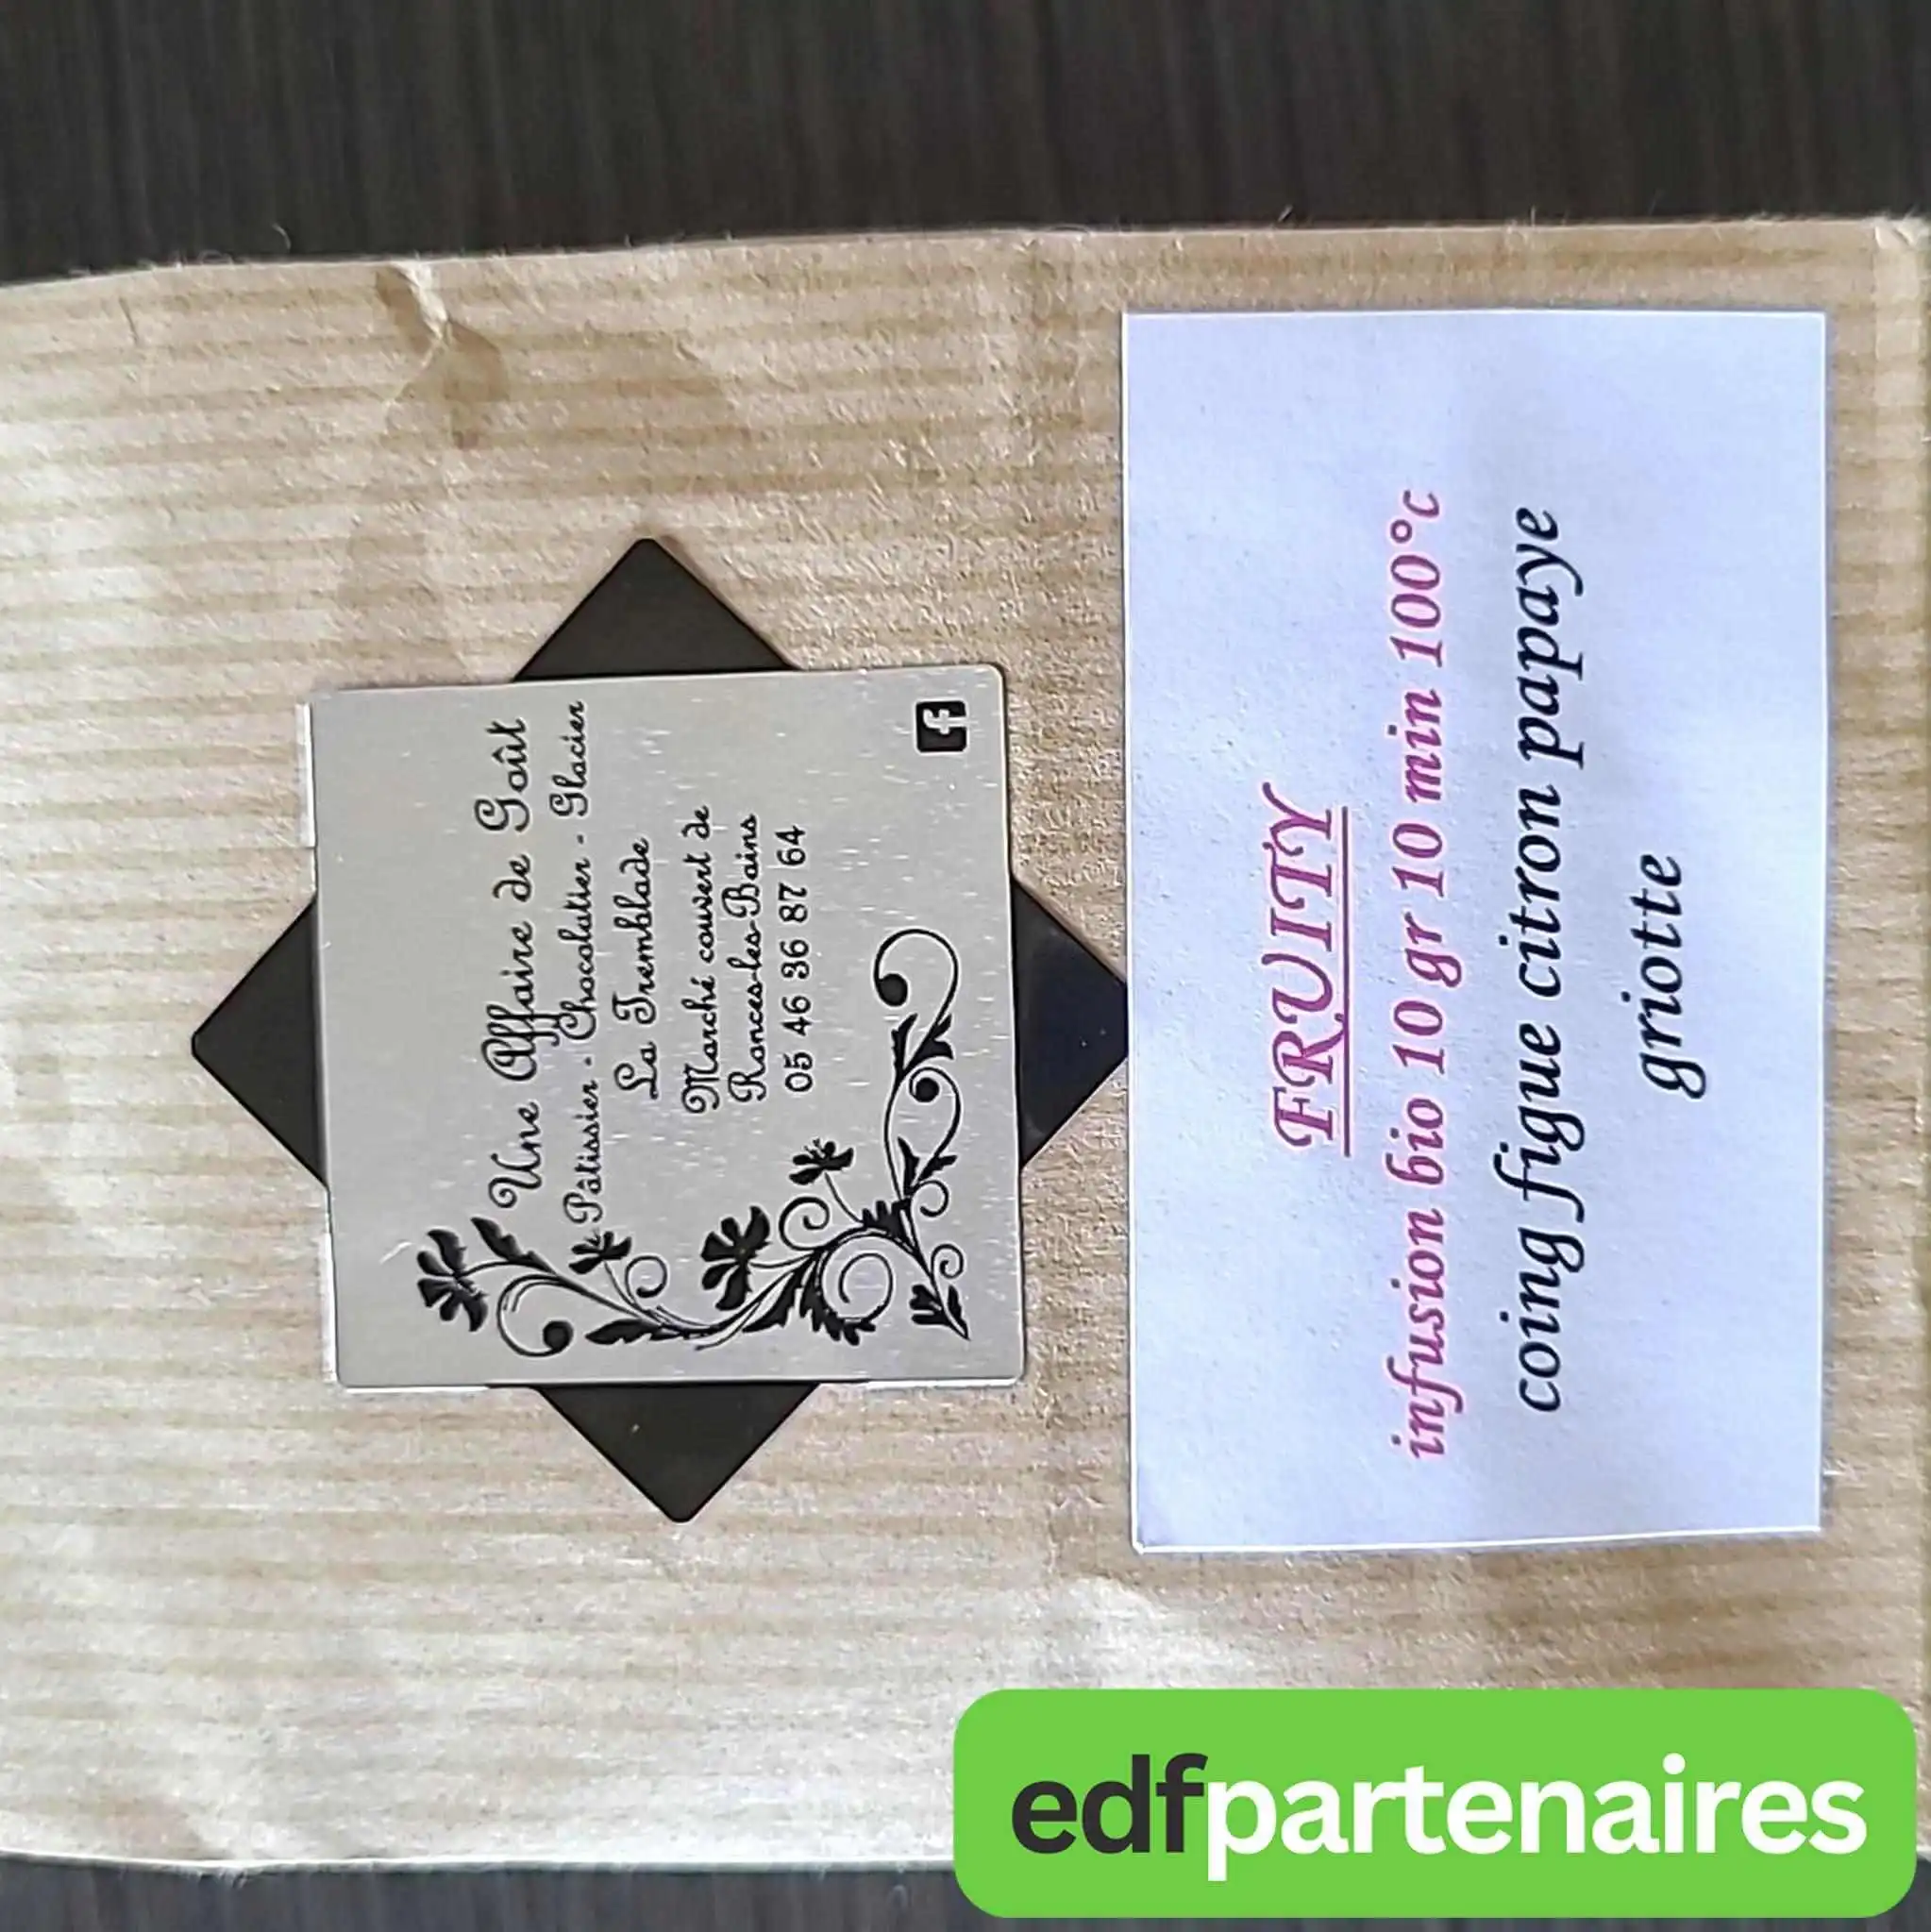 Une Affaire de Goût
Pâtissier - Chocolatier - Glacier
La Tremblade
Marché couvert de
Ronces-les-Bains
05 46 36 87 64
f
FRUITY
infusion bio 10 gr 10 min 100°c
coing figue citron papaye
griotte
edfpartenaires